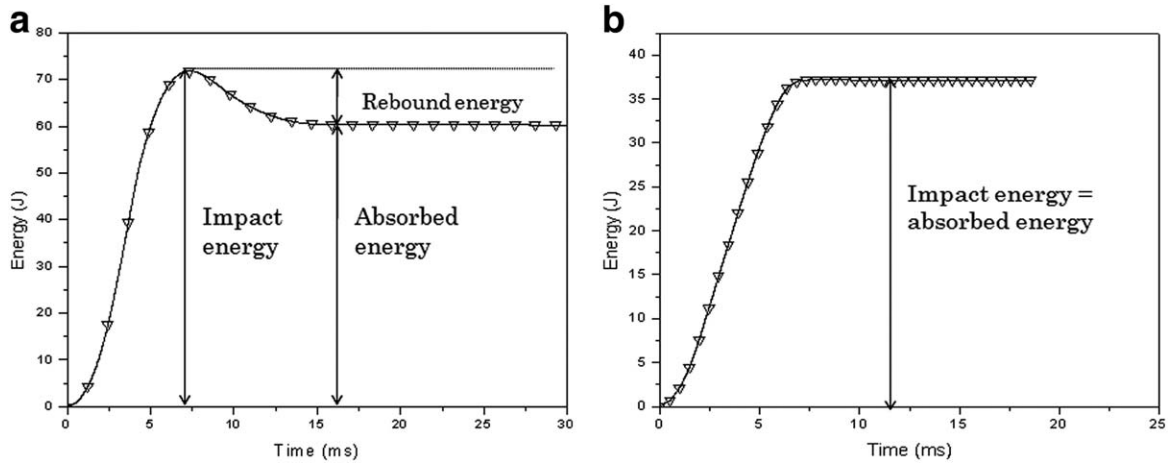 a
80
70
60
50
40
30
20
10
0
Energy (J)
Rebound energy
Impact
energy
Absorbed
energy
0 5 10 15 20 25 30
Time (ms)
b
40
35
30
25
20
15
10
5
0
Energy (J)
Impact energy =
absorbed energy
0 5 10 15 20 25
Time (ms)